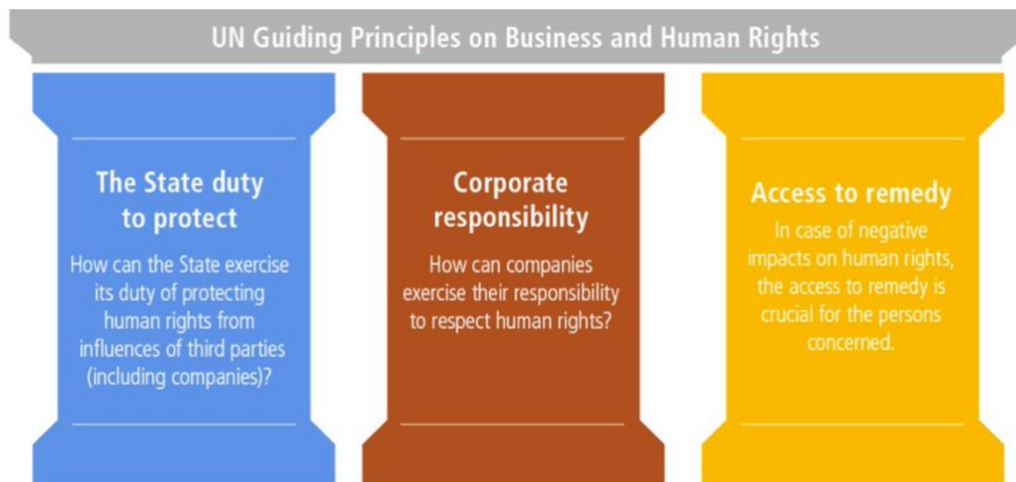 UN Guiding Principles on Business and Human Rights
The State duty
to protect
How can the State exercise
its duty of protecting
human rights from
influences of third parties
(including companies)?
Corporate
responsibility
How can companies
exercise their responsibility
to respect human rights?
Access to remedy
In case of negative
impacts on human rights,
the access to remedy is
crucial for the persons
concerned.